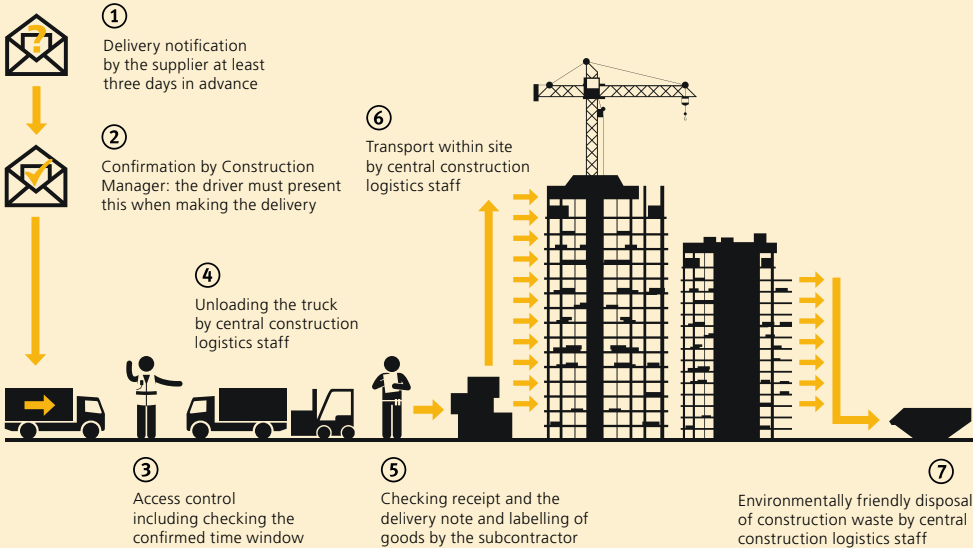 1
Delivery notification
by the supplier at least
three days in advance
2
Confirmation by Construction
Manager: the driver must present
this when making the delivery
3
Access control
including checking the
confirmed time window
4
Unloading the truck
by central construction
logistics staff
5
Checking receipt and the
delivery note and labelling of
goods by the subcontractor
6
Transport within site
by central construction
logistics staff
7
Environmentally friendly disposal
of construction waste by central
construction logistics staff
?